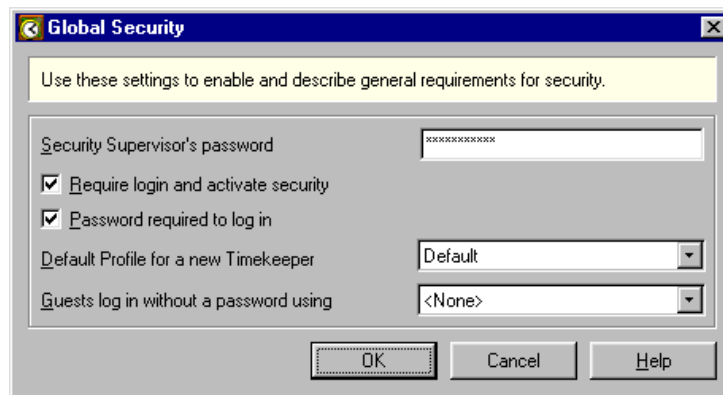 Global Security
Use these settings to enable and describe general requirements for security.
Security Supervisor's password ***********
Require login and activate security
Password required to log in
Default Profile for a new Timekeeper Default
Guests log in without a password using <None>
OK Cancel Help